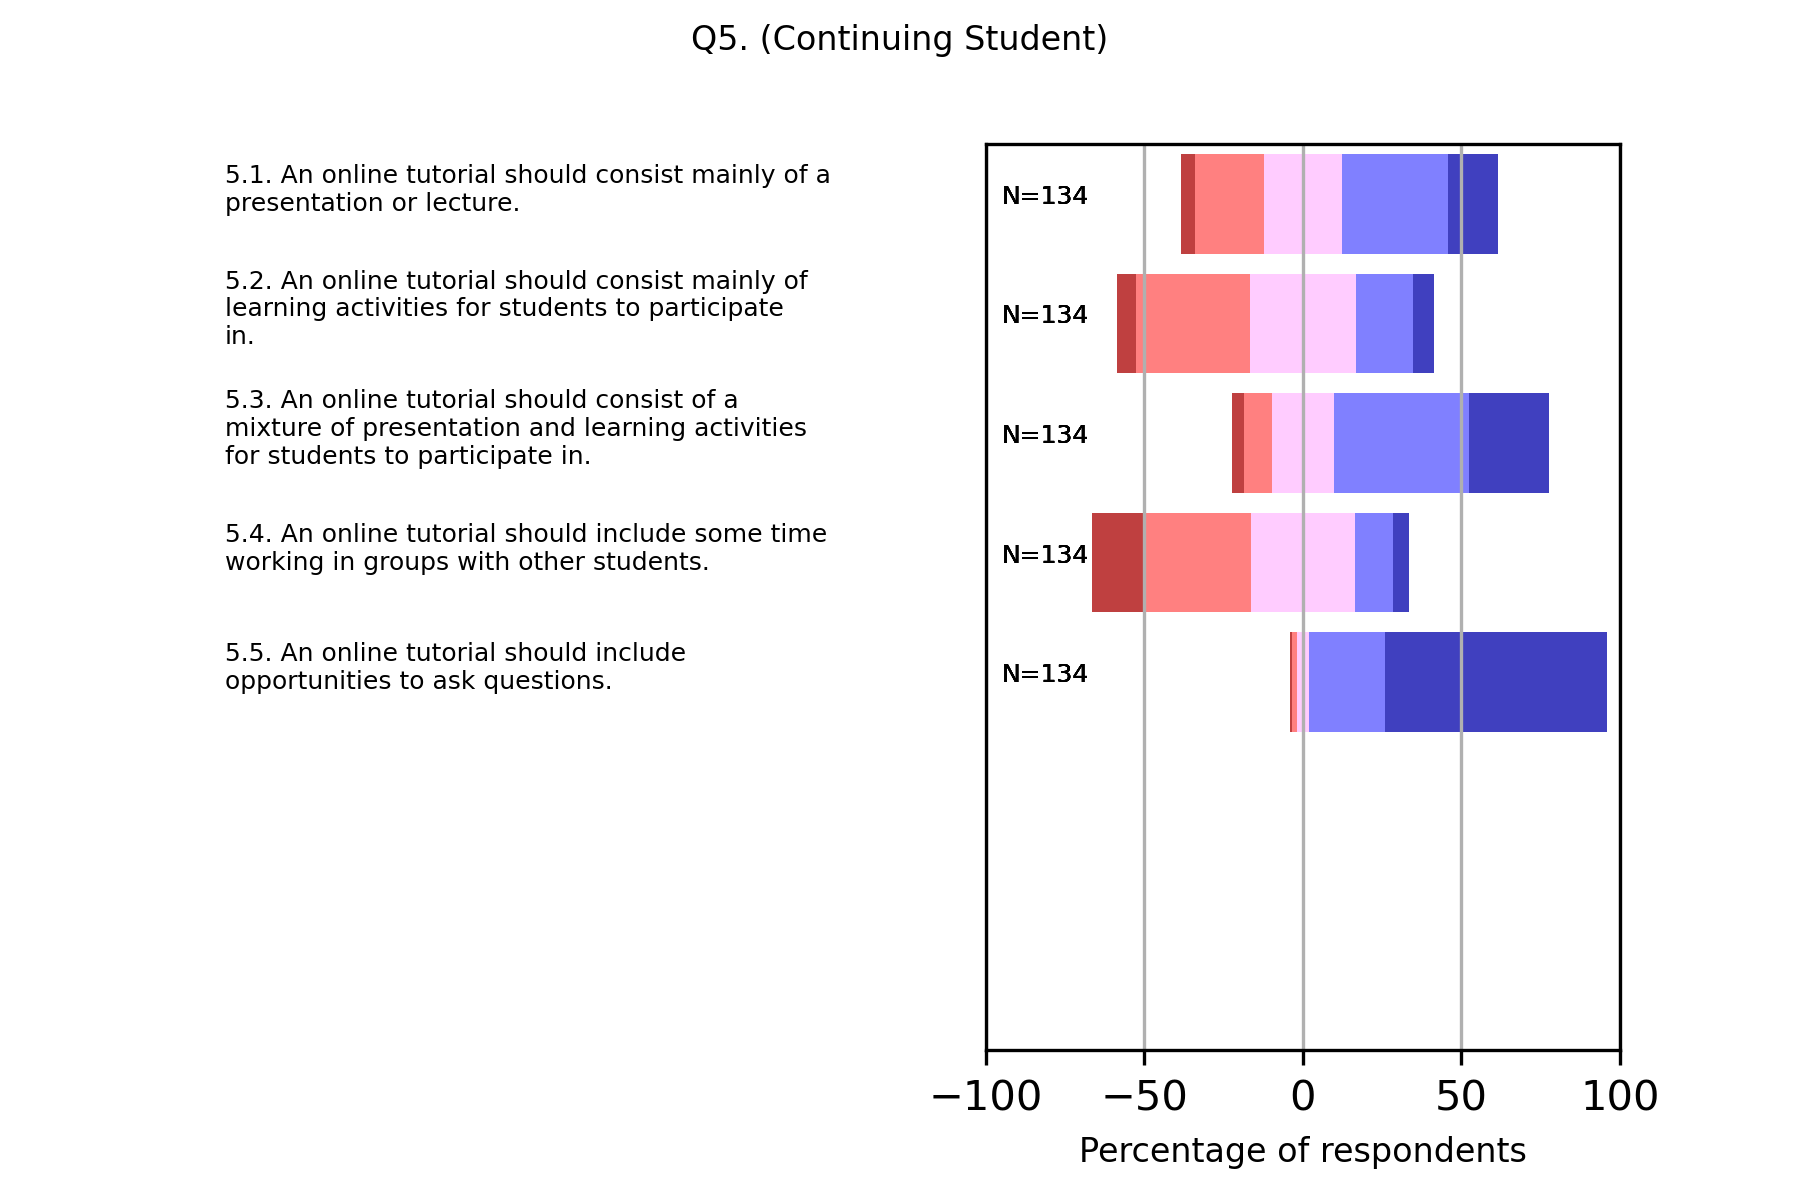 Q5. (Continuing Student)
5.1. An online tutorial should consist mainly of a
presentation or lecture.
N=134
5.2. An online tutorial should consist mainly of
learning activities for students to participate
in.
N=134
5.3. An online tutorial should consist of a
mixture of presentation and learning activities
for students to participate in.
N=134
5.4. An online tutorial should include some time
working in groups with other students.
N=134
5.5. An online tutorial should include
opportunities to ask questions.
N=134
−100 −50 0 50 100
Percentage of respondents